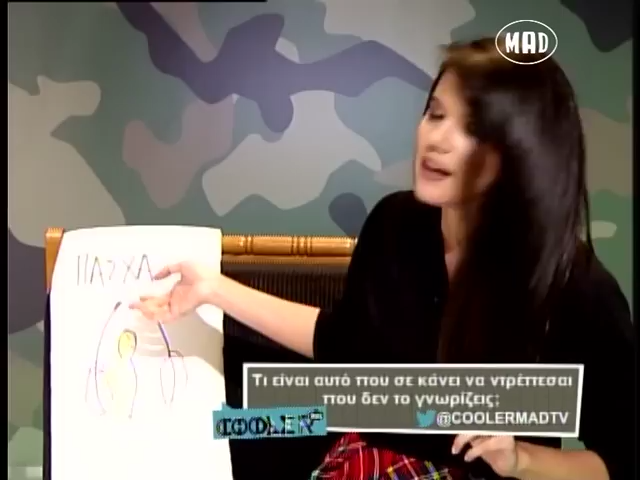 MAD
ΠΑΣΧΑ
Τι είναι αυτό που σε κάνει να ντρέπεσαι
που δεν το γνωρίζεις;
@COOLERMADTV
COOLER